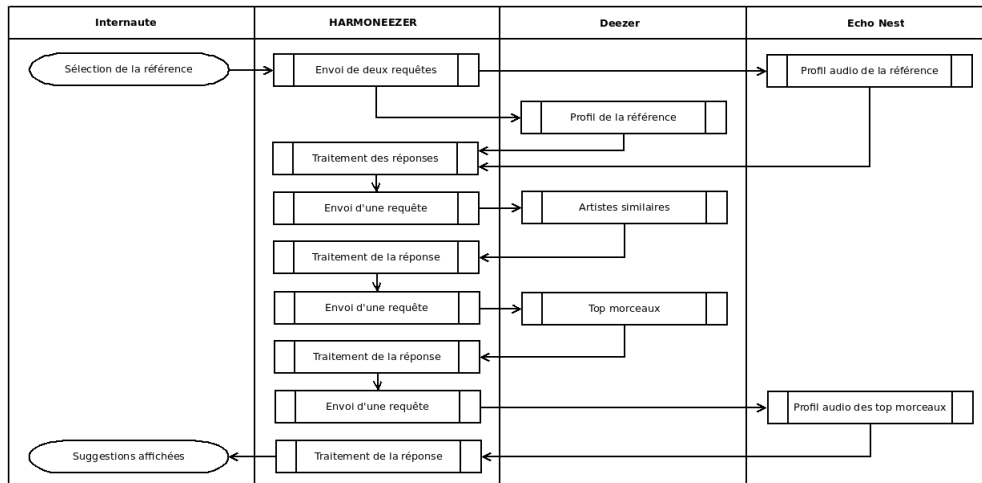 Internaute
HARMONEEZER
Deezer
Echo Nest
Sélection de la référence
Envoi de deux requêtes
Profil audio de la référence
Profil de la référence
Traitement des réponses
Envoi d'une requête
Artistes similaires
Traitement de la réponse
Envoi d'une requête
Top morceaux
Traitement de la réponse
Envoi d'une requête
Profil audio des top morceaux
Suggestions affichées
Traitement de la réponse